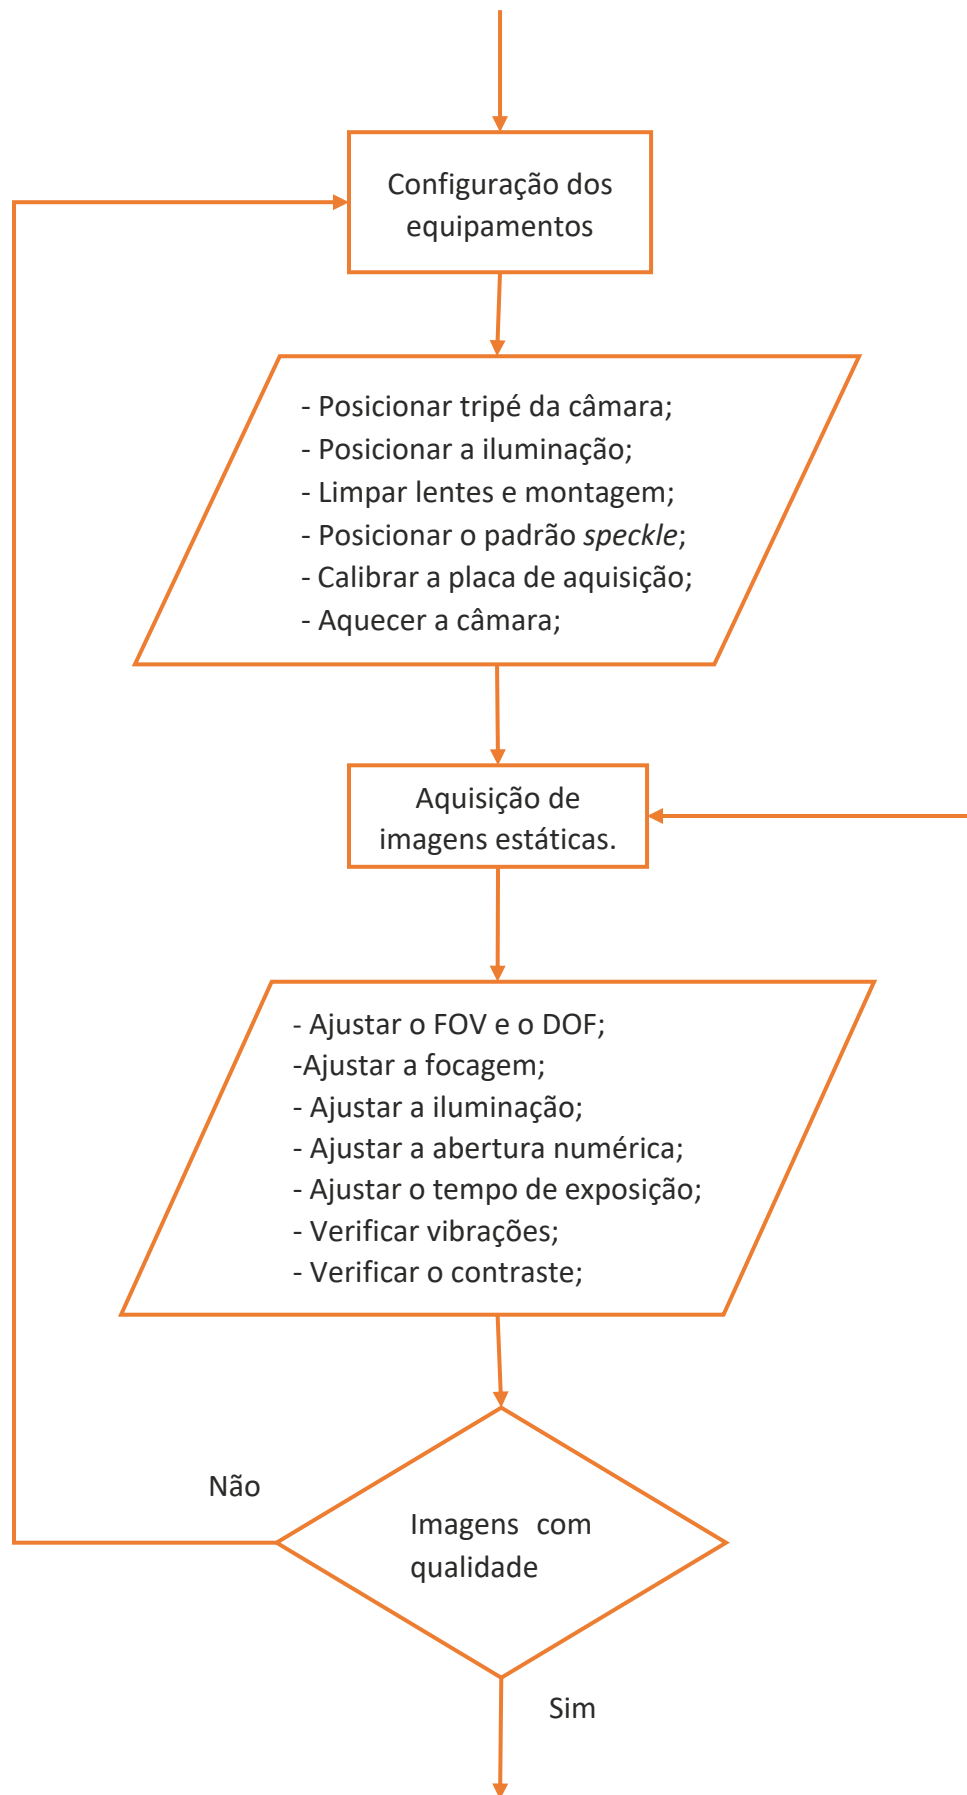 Configuração dos
equipamentos
- Posicionar tripé da câmara;
- Posicionar a iluminação;
- Limpar lentes e montagem;
- Posicionar o padrão speckle;
- Calibrar a placa de aquisição;
- Aquecer a câmara;
Aquisição de
imagens estáticas.
- Ajustar o FOV e o DOF;
-Ajustar a focagem;
- Ajustar a iluminação;
- Ajustar a abertura numérica;
- Ajustar o tempo de exposição;
- Verificar vibrações;
- Verificar o contraste;
Não
Imagens com
qualidade
Sim